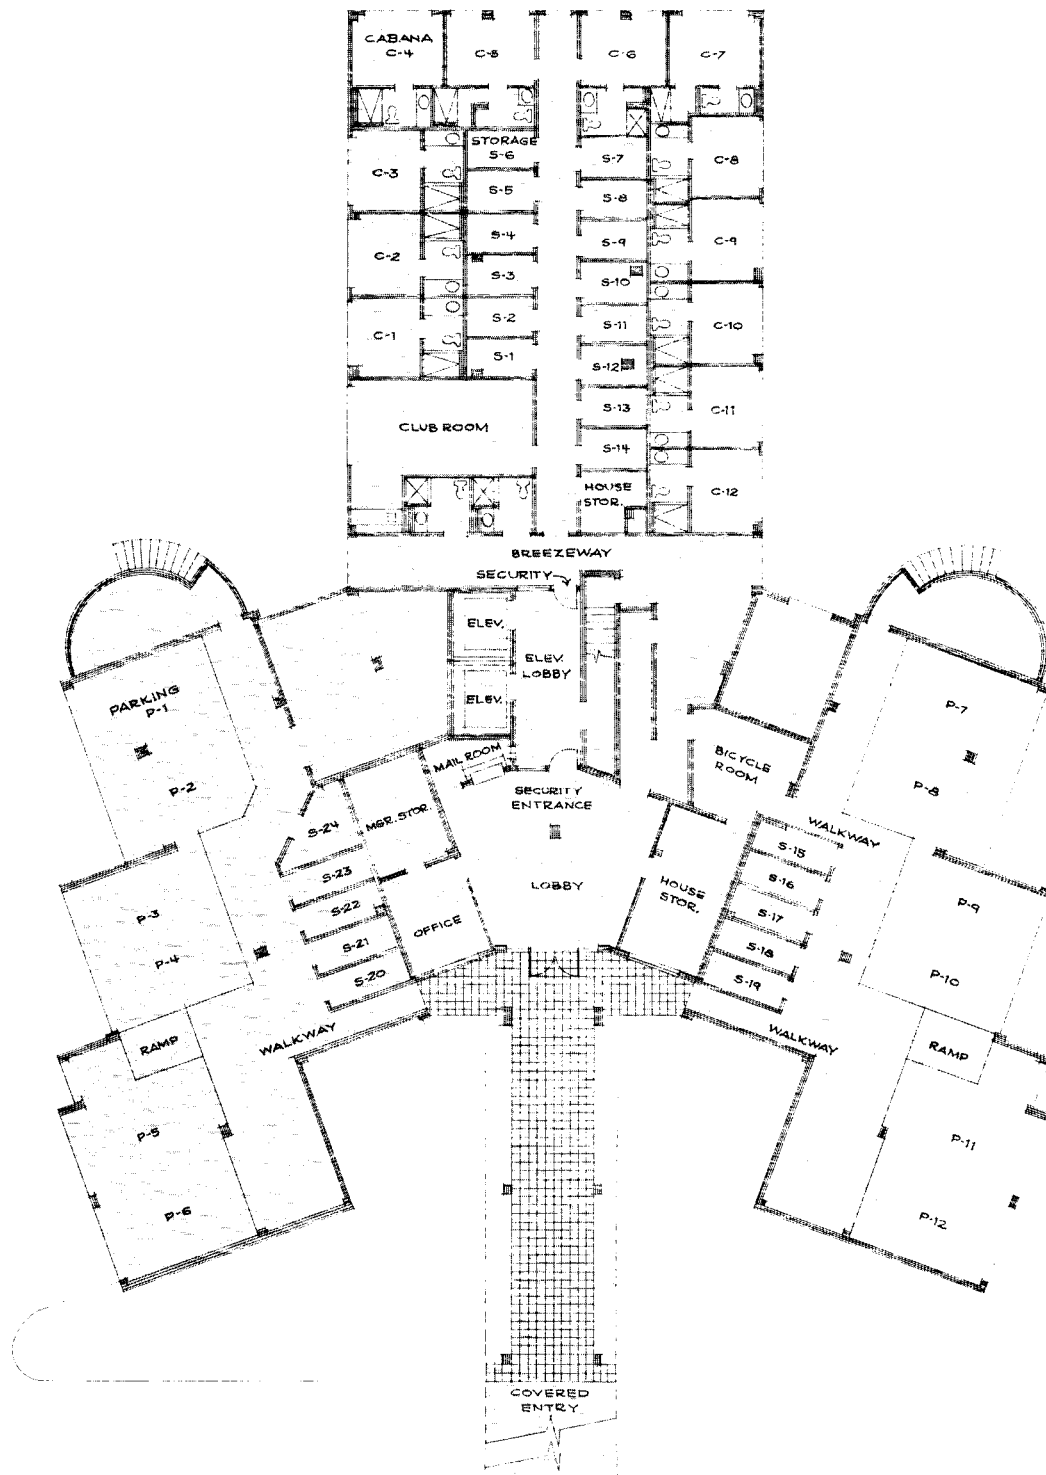 CABANA
C-4
C-5
C-6
C-7
STORAGE
S-6
S-7
C-8
C-3
S-5
S-8
S-4
S-9
C-9
C-2
S-3
S-10
S-2
S-11
C-10
C-1
S-1
S-12
S-13
C-11
CLUB ROOM
S-14
HOUSE
STOR.
C-12
BREEZEWAY
SECURITY
ELEV.
ELEV.
LOBBY
ELEV.
PARKING
P-1
P-2
P-7
P-8
MAIL ROOM
BICYCLE
ROOM
SECURITY
ENTRANCE
MGR. STOR.
S-24
S-23
S-22
S-21
S-20
WALKWAY
S-15
S-16
S-17
S-18
S-19
LOBBY
HOUSE
STOR.
OFFICE
P-3
P-4
P-9
P-10
RAMP
WALKWAY
WALKWAY
RAMP
P-5
P-6
P-11
P-12
COVERED
ENTRY